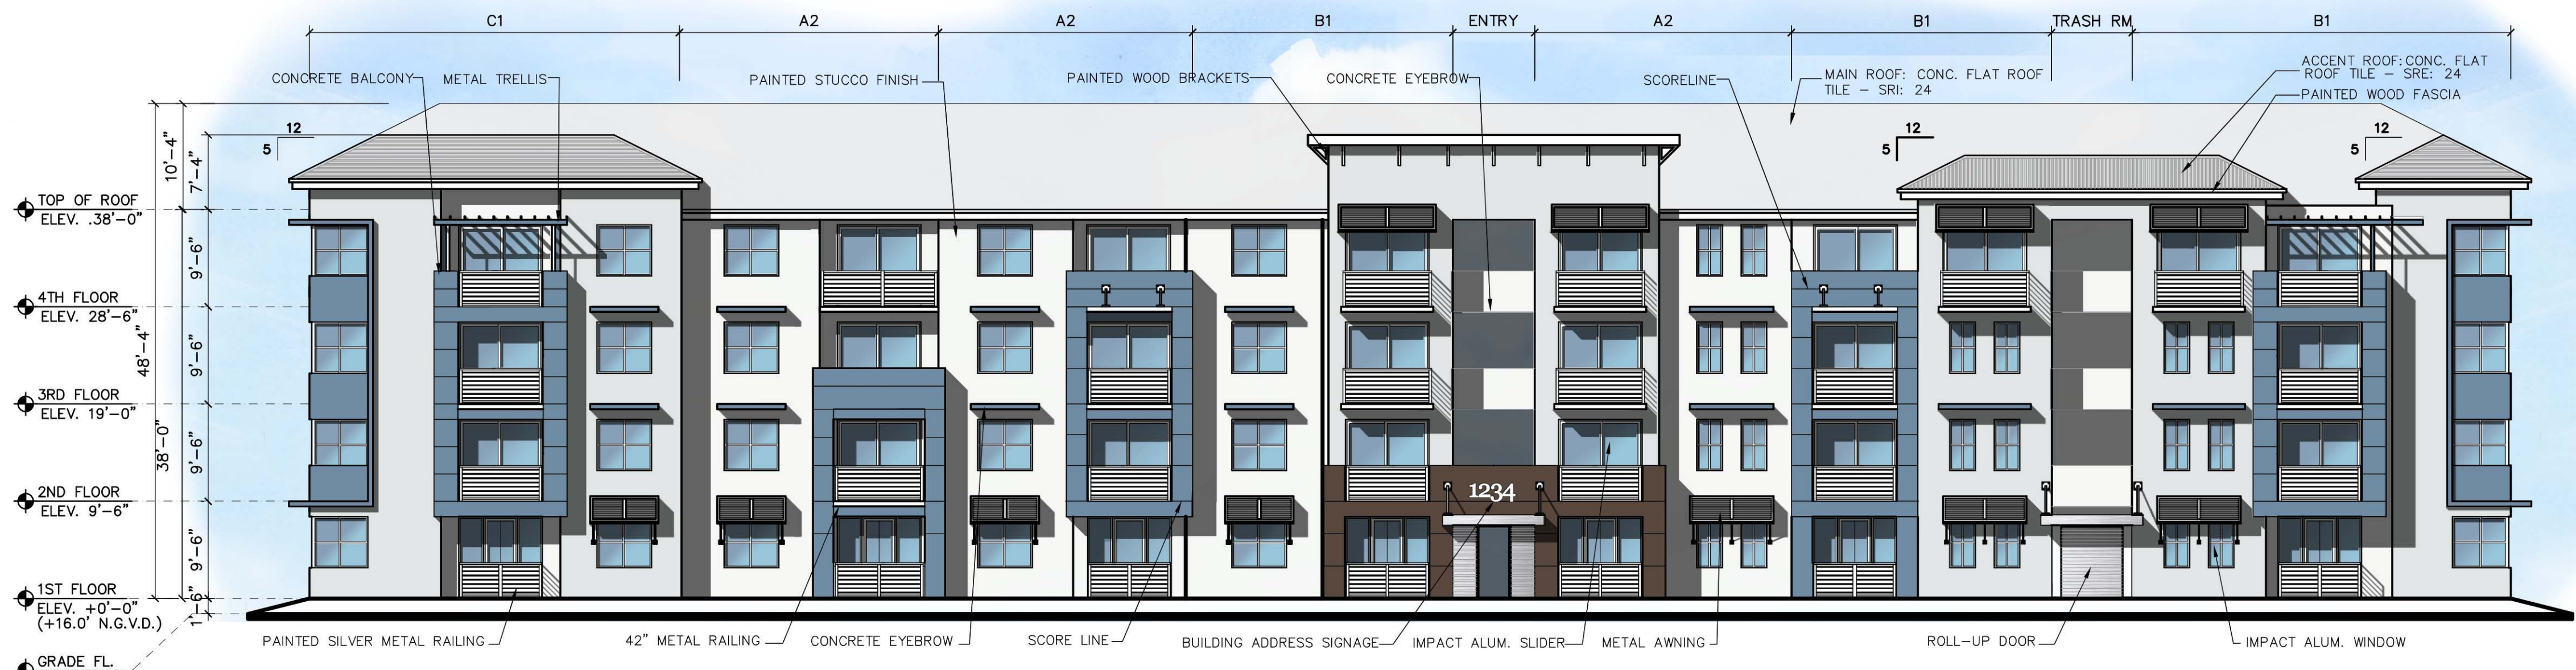 C1
A2
A2
B1
ENTRY
A2
B1
TRASH RM
B1
CONCRETE BALCONY
METAL TRELLIS
PAINTED STUCCO FINISH
PAINTED WOOD BRACKETS
CONCRETE EYEBROW
SCORELINE
MAIN ROOF: CONC. FLAT ROOF
TILE – SRI: 24
ACCENT ROOF: CONC. FLAT
ROOF TILE – SRE: 24
PAINTED WOOD FASCIA
12
5
12
5
12
5
10'–4"
7'–4"
TOP OF ROOF
ELEV. .38'–0"
9'–6"
4TH FLOOR
ELEV. 28'–6"
48'–4"
9'–6"
3RD FLOOR
ELEV. 19'–0"
38'–0"
9'–6"
2ND FLOOR
ELEV. 9'–6"
9'–6"
1ST FLOOR
ELEV. +0'–0"
(+16.0' N.G.V.D.)
1'–6"
GRADE FL.
1234
PAINTED SILVER METAL RAILING
42" METAL RAILING
CONCRETE EYEBROW
SCORE LINE
BUILDING ADDRESS SIGNAGE
IMPACT ALUM. SLIDER
METAL AWNING
ROLL–UP DOOR
IMPACT ALUM. WINDOW